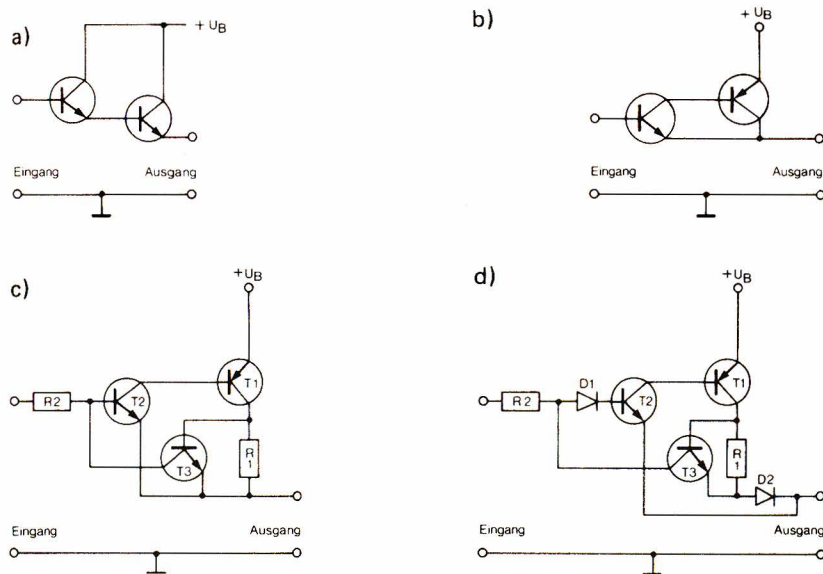 a)
+ U_B
Eingang Ausgang
b)
U_B
+
Eingang Ausgang
c)
+U_B
T1
R2
T2
T3
R
1
Eingang Ausgang
d)
+U_B
D1
T1
R2
T2
T3
R
1
D2
Eingang Ausgang